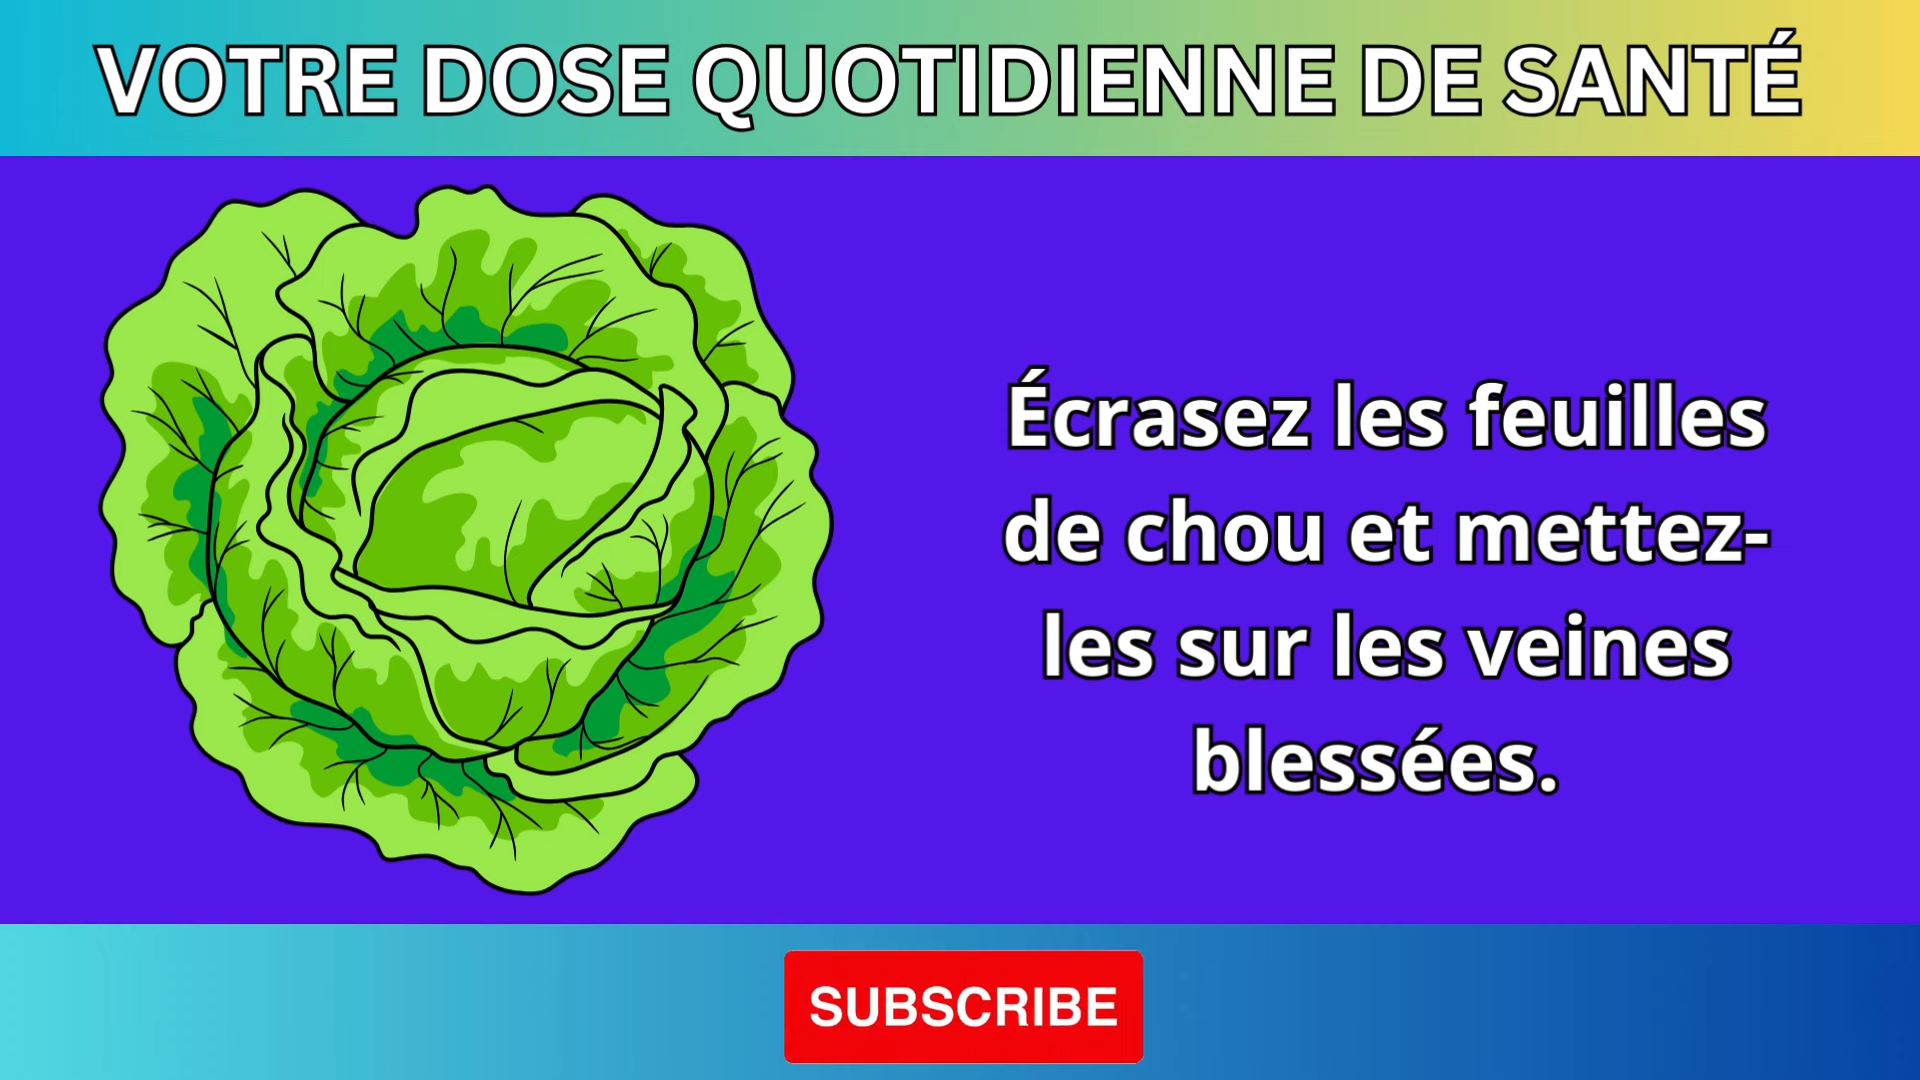 VOTRE DOSE QUOTIDIENNE DE SANTÉ
Écrasez les feuilles
de chou et mettez-
les sur les veines
blessées.
SUBSCRIBE